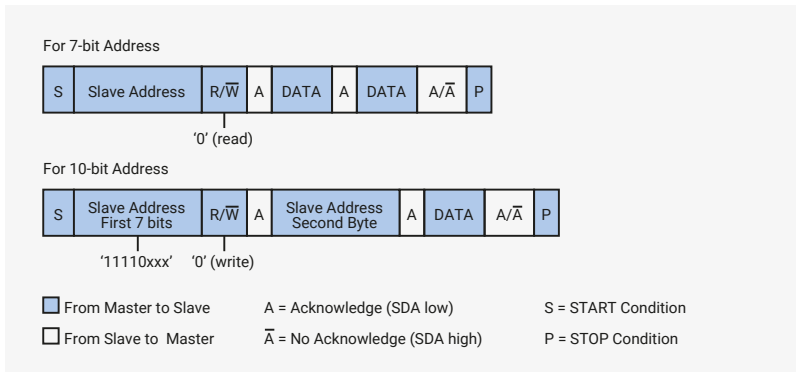 For 7-bit Address
S Slave Address R/W̅ A DATA A DATA A/A̅ P
‘0’ (read)
For 10-bit Address
S Slave Address First 7 bits R/W̅ A Slave Address Second Byte A DATA A/A̅ P
‘11110xxx’ ‘0’ (write)
From Master to Slave A = Acknowledge (SDA low) S = START Condition
From Slave to Master A̅ = No Acknowledge (SDA high) P = STOP Condition